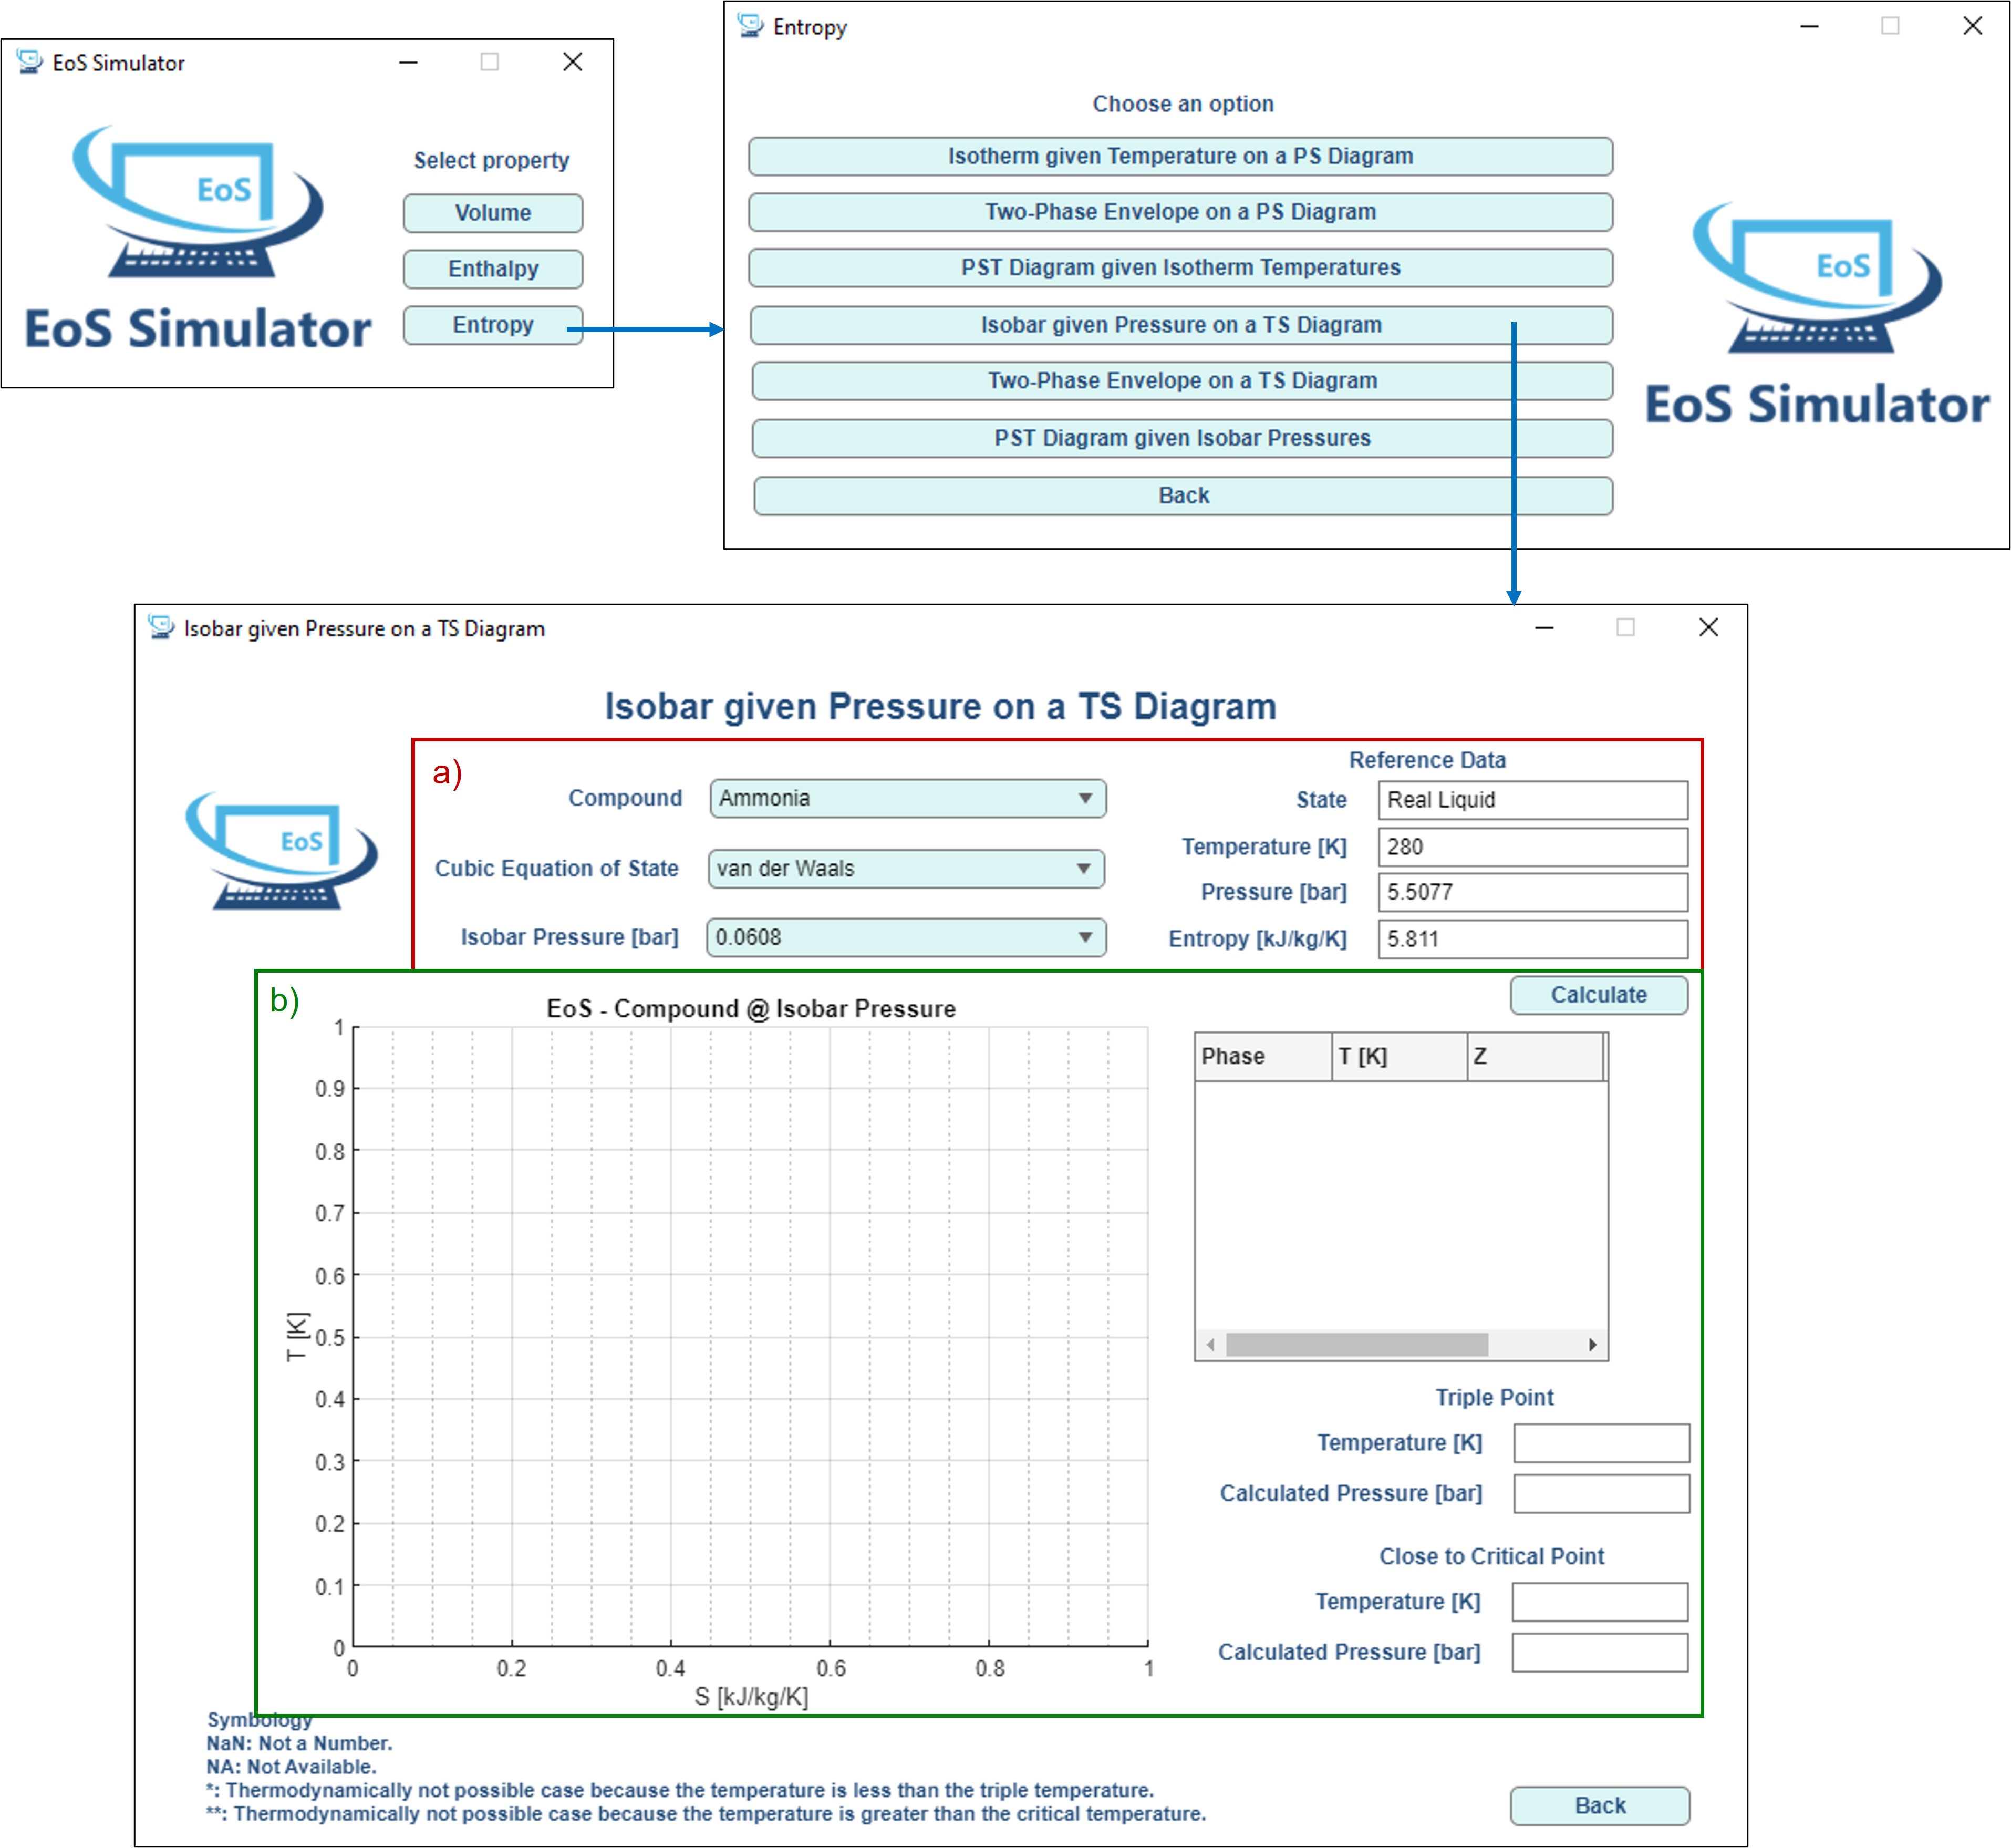 EoS Simulator
EoS
EoS Simulator
Select property
Volume
Enthalpy
Entropy
Entropy
Choose an option
Isotherm given Temperature on a PS Diagram
Two-Phase Envelope on a PS Diagram
PST Diagram given Isotherm Temperatures
Isobar given Pressure on a TS Diagram
Two-Phase Envelope on a TS Diagram
PST Diagram given Isobar Pressures
Back
EoS
EoS Simulator
Isobar given Pressure on a TS Diagram
Isobar given Pressure on a TS Diagram
EoS
a)
Compound Ammonia
Cubic Equation of State van der Waals
Isobar Pressure [bar] 0.0608
Reference Data
State Real Liquid
Temperature [K] 280
Pressure [bar] 5.5077
Entropy [kJ/kg/K] 5.811
b)
Calculate
EoS - Compound @ Isobar Pressure
1
0.9
0.8
0.7
0.6
0.5
0.4
0.3
0.2
0.1
0
T [K]
0 0.2 0.4 0.6 0.8 1
S [kJ/kg/K]
Phase T [K] Z
Triple Point
Temperature [K]
Calculated Pressure [bar]
Close to Critical Point
Temperature [K]
Calculated Pressure [bar]
Symbology
NaN: Not a Number.
NA: Not Available.
*: Thermodynamically not possible case because the temperature is less than the triple temperature.
**: Thermodynamically not possible case because the temperature is greater than the critical temperature.
Back